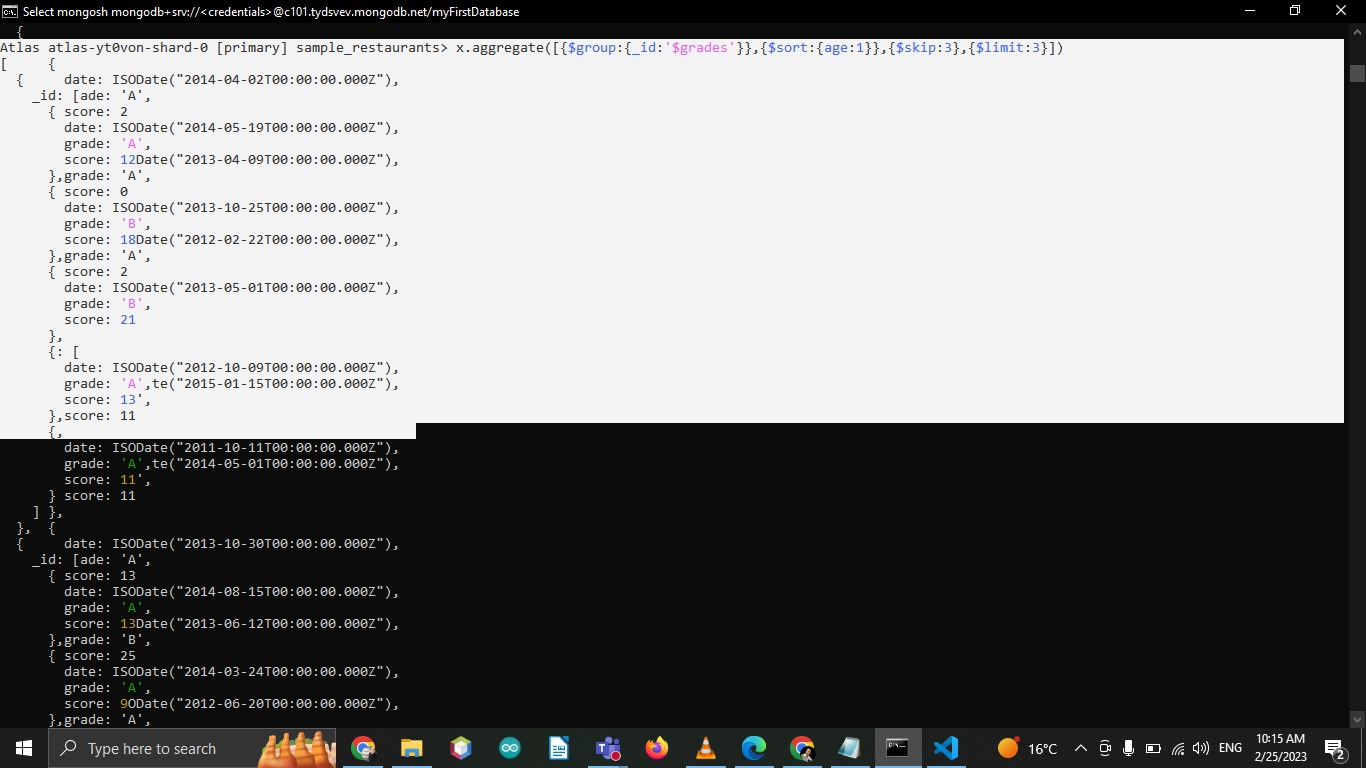 Select mongosh mongodb+srv://<credentials>@c101.tydsvev.mongodb.net/myFirstDatabase
{
Atlas atlas-yt0von-shard-0 [primary] sample_restaurants> x.aggregate([{$group:{_id:'$grades'}},{$sort:{age:1}},{$skip:3},{$limit:3}])
[     {
  {     date: ISODate("2014-04-02T00:00:00.000Z"),
    _id: [ade: 'A',
      { score: 2
        date: ISODate("2014-05-19T00:00:00.000Z"),
        grade: 'A',
        score: 12Date("2013-04-09T00:00:00.000Z"),
      },grade: 'A',
      { score: 0
        date: ISODate("2013-10-25T00:00:00.000Z"),
        grade: 'B',
        score: 18Date("2012-02-22T00:00:00.000Z"),
      },grade: 'A',
      { score: 2
        date: ISODate("2013-05-01T00:00:00.000Z"),
        grade: 'B',
        score: 21
      },
      {: [
        date: ISODate("2012-10-09T00:00:00.000Z"),
        grade: 'A',te("2015-01-15T00:00:00.000Z"),
        score: 13',
      },score: 11
      {,
        date: ISODate("2011-10-11T00:00:00.000Z"),
        grade: 'A',te("2014-05-01T00:00:00.000Z"),
        score: 11',
      } score: 11
    ] },
  },  {
  {     date: ISODate("2013-10-30T00:00:00.000Z"),
    _id: [ade: 'A',
      { score: 13
        date: ISODate("2014-08-15T00:00:00.000Z"),
        grade: 'A',
        score: 13Date("2013-06-12T00:00:00.000Z"),
      },grade: 'B',
      { score: 25
        date: ISODate("2014-03-24T00:00:00.000Z"),
        grade: 'A',
        score: 9ODate("2012-06-20T00:00:00.000Z"),
      },grade: 'A',
Type here to search
16°C
ENG
10:15 AM
2/25/2023
2